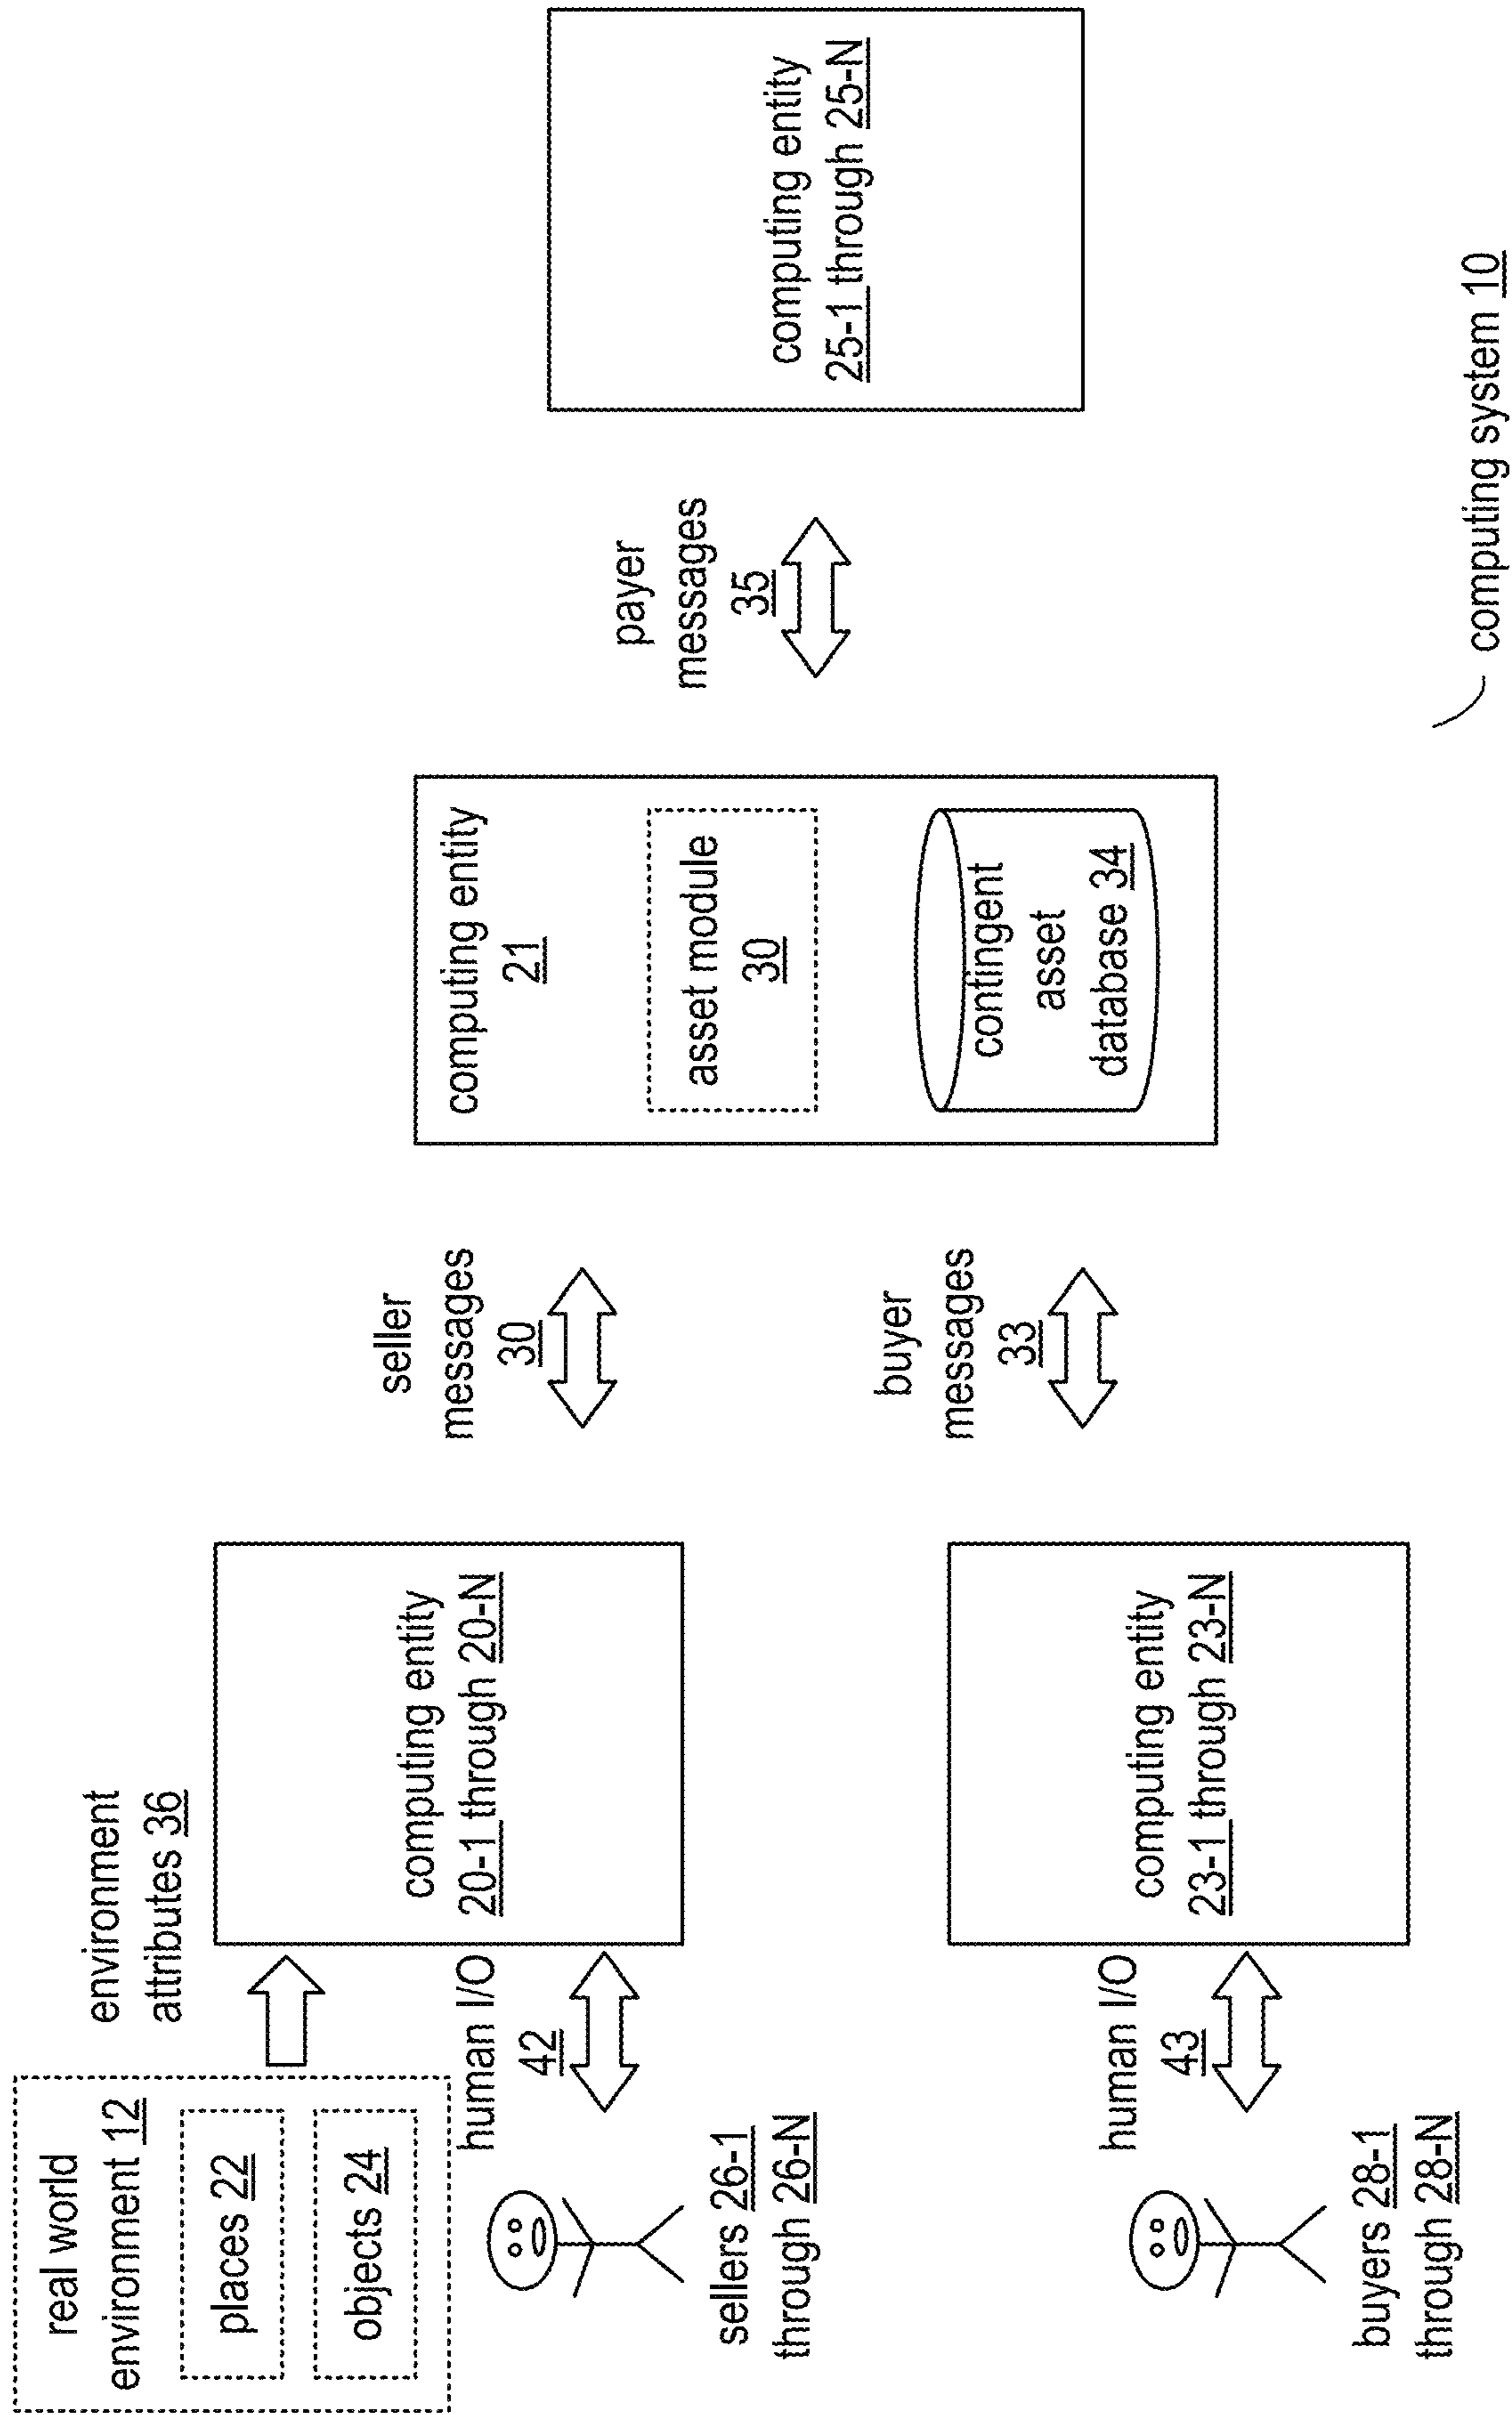 real world
environment 12
places 22
objects 24
environment
attributes 36
human I/O
42
sellers 26-1
through 26-N
computing entity
20-1 through 20-N
seller
messages
30
human I/O
43
buyers 28-1
through 28-N
computing entity
23-1 through 23-N
buyer
messages
33
computing entity
21
asset module
30
contingent
asset
database 34
payer
messages
35
computing entity
25-1 through 25-N
computing system 10